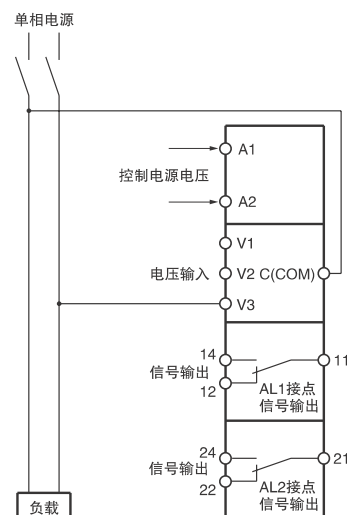 单相电源
A1
控制电源电压
A2
V1
电压输入
V2 C(COM)
V3
14
11
信号输出
12
AL1接点
信号输出
24
21
信号输出
22
AL2接点
信号输出
负载